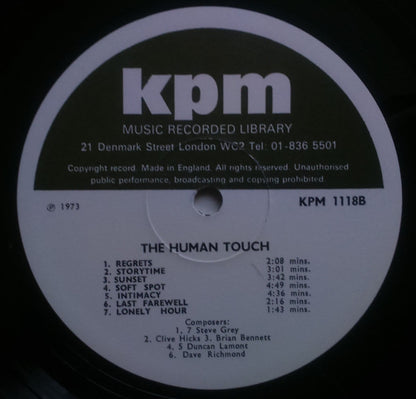 kpm
MUSIC RECORDED LIBRARY
21 Denmark Street London WC2 Tel: 01-836 5501
Copyright record. Made in England. All rights reserved. Unauthorised
public performance, broadcasting and copying prohibited.
℗ 1973 KPM 1118B
THE HUMAN TOUCH
1. REGRETS 2:08 mins.
2. STORYTIME 3:01 mins.
3. SUNSET 3:42 mins.
4. SOFT SPOT 4:49 mins.
5. INTIMACY 4:36 mins.
6. LAST FAREWELL 2:16 mins.
7. LONELY HOUR 1:43 mins.
Composers:
1, 7 Steve Grey
2. Clive Hicks 3. Brian Bennett
4, 5 Duncan Lamont
6. Dave Richmond